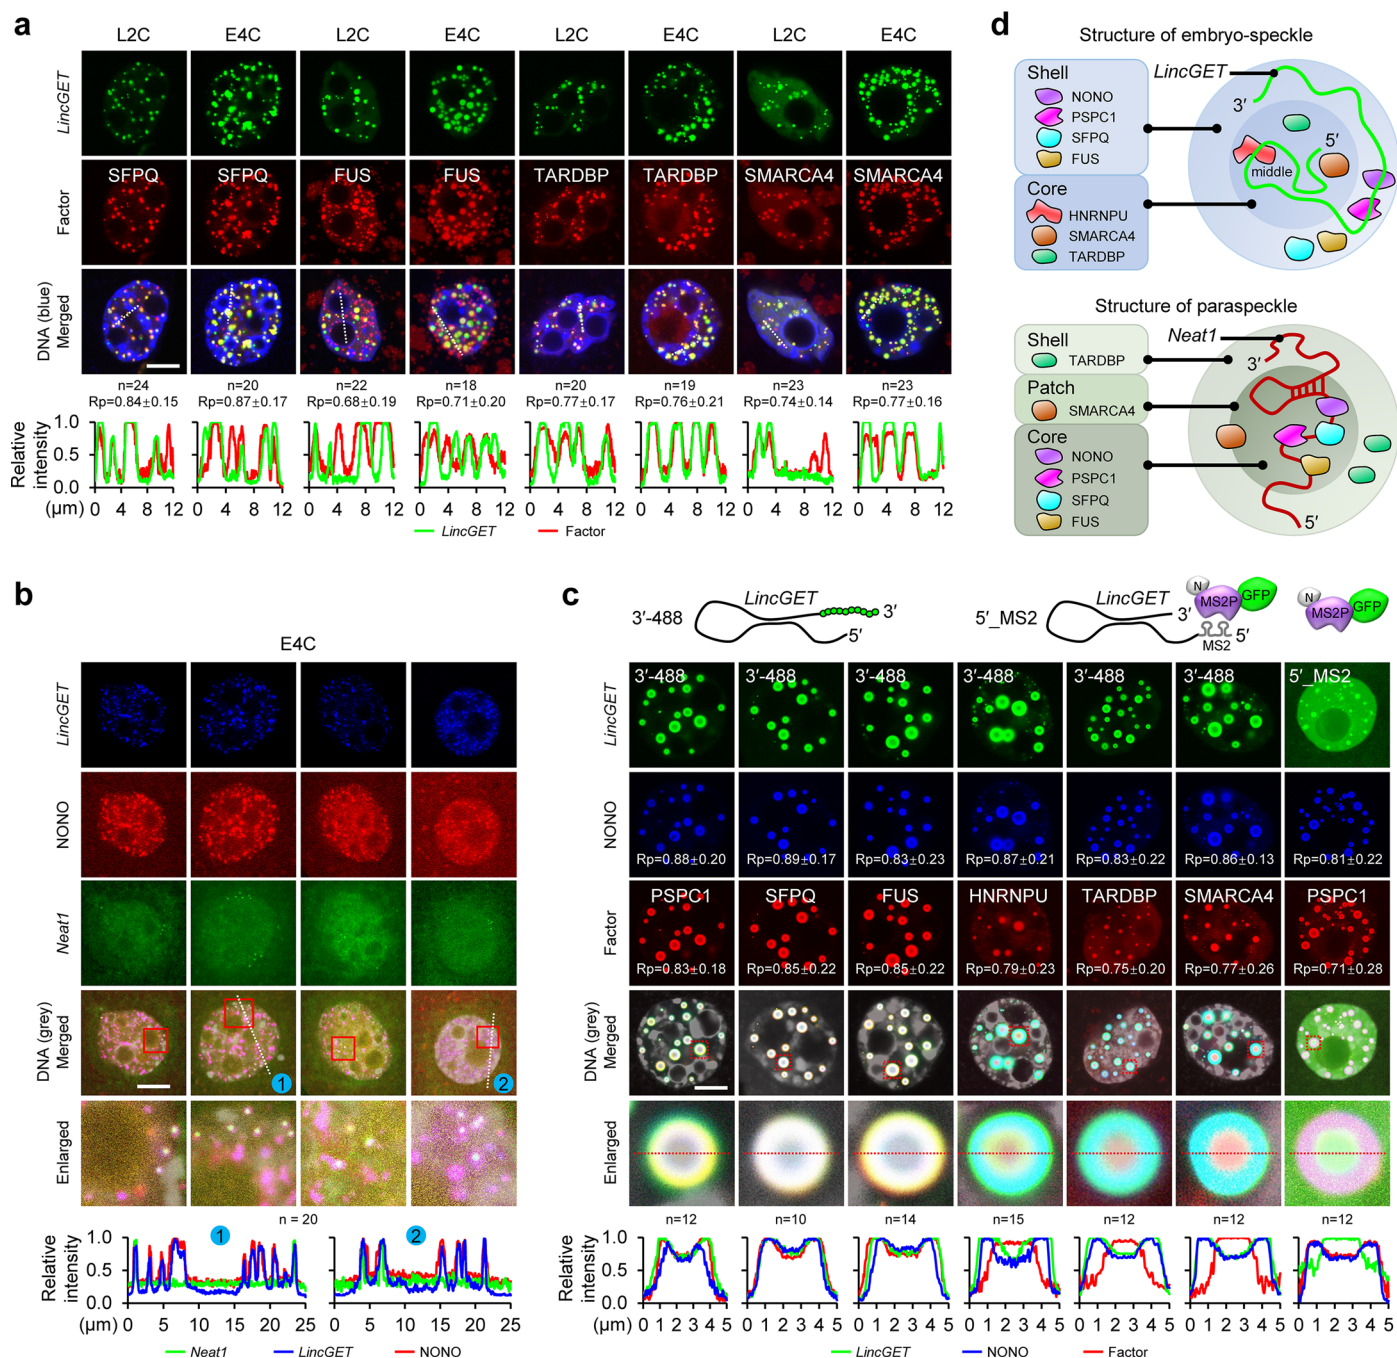 a
L2C E4C L2C E4C L2C E4C L2C E4C
LincGET
Factor
SFPQ SFPQ FUS FUS TARDBP TARDBP SMARCA4 SMARCA4
DNA (blue)
Merged
n=24 n=20 n=22 n=18 n=20 n=19 n=23 n=23
Rp=0.84±0.15 Rp=0.87±0.17 Rp=0.68±0.19 Rp=0.71±0.20 Rp=0.77±0.17 Rp=0.76±0.21 Rp=0.74±0.14 Rp=0.77±0.16
Relative
intensity
1.0
0.5
0.0
(μm) 0 4 8 12 0 4 8 12 0 4 8 12 0 4 8 12 0 4 8 12 0 4 8 12 0 4 8 12 0 4 8 12
LincGET Factor
d
Structure of embryo-speckle
Shell
NONO
PSPC1
SFPQ
FUS
Core
HNRNPU
SMARCA4
TARDBP
LincGET
3′
5′
middle
Structure of paraspeckle
Shell
TARDBP
Patch
SMARCA4
Core
NONO
PSPC1
SFPQ
FUS
Neat1
3′
5′
b
E4C
LincGET
NONO
Neat1
DNA (grey)
Merged
1 2
Enlarged
n = 20
1 2
Relative
intensity
1.0
0.5
0.0
(μm) 0 5 10 15 20 25 0 5 10 15 20 25
Neat1 LincGET NONO
c
3′-488 LincGET 3′
5′
5′_MS2 LincGET 3′
MS2 5′
N MS2P GFP
N MS2P GFP
LincGET
3′-488 3′-488 3′-488 3′-488 3′-488 3′-488 5′_MS2
NONO
Rp=0.88±0.20 Rp=0.89±0.17 Rp=0.83±0.23 Rp=0.87±0.21 Rp=0.83±0.22 Rp=0.86±0.13 Rp=0.81±0.22
Factor
PSPC1 SFPQ FUS HNRNPU TARDBP SMARCA4 PSPC1
Rp=0.83±0.18 Rp=0.85±0.22 Rp=0.85±0.22 Rp=0.79±0.23 Rp=0.75±0.20 Rp=0.77±0.26 Rp=0.71±0.28
DNA (grey)
Merged
Enlarged
n=12 n=10 n=14 n=15 n=12 n=12 n=12
Relative
intensity
1.0
0.5
0.0
(μm) 0 1 2 3 4 5 0 1 2 3 4 5 0 1 2 3 4 5 0 1 2 3 4 5 0 1 2 3 4 5 0 1 2 3 4 5 0 1 2 3 4 5
LincGET NONO Factor